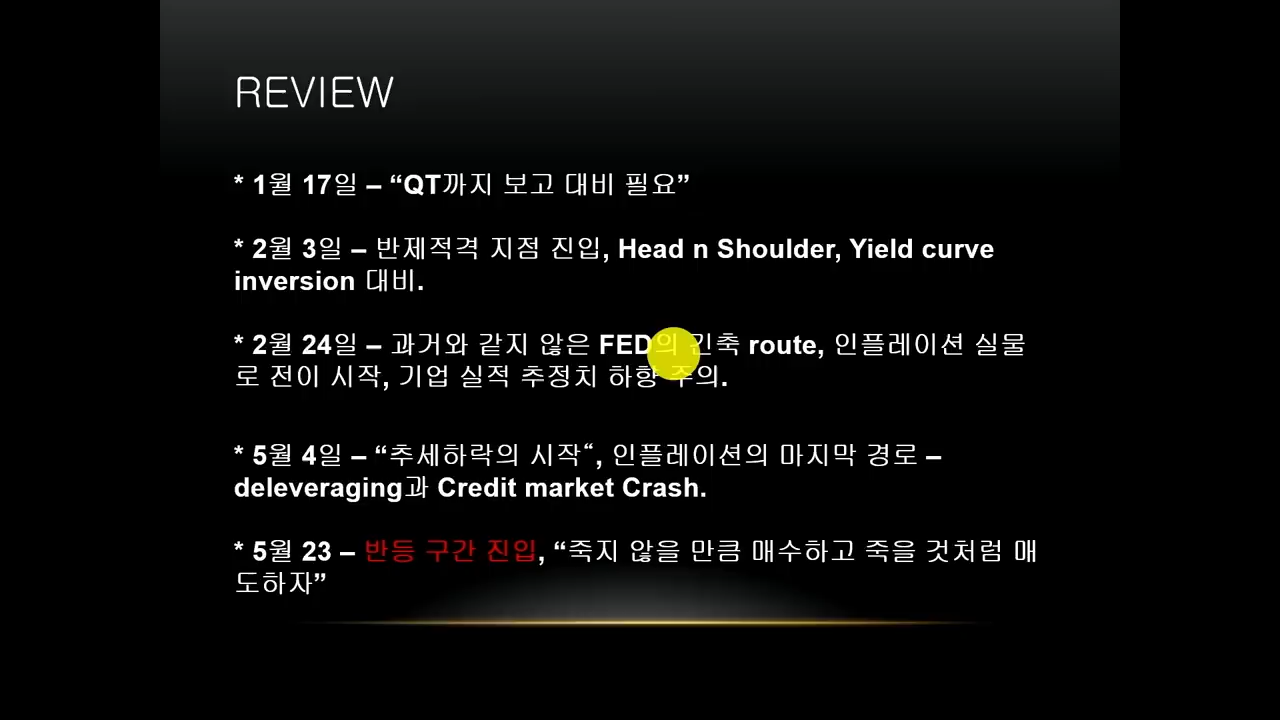 REVIEW
* 1월 17일 – “QT까지 보고 대비 필요”
* 2월 3일 – 반제적격 지점 진입, Head n Shoulder, Yield curve
inversion 대비.
* 2월 24일 – 과거와 같지 않은 FED의 긴축 route, 인플레이션 실물
로 전이 시작, 기업 실적 추정치 하향 주의.
* 5월 4일 – “추세하락의 시작“, 인플레이션의 마지막 경로 –
deleveraging과 Credit market Crash.
* 5월 23 – 반등 구간 진입, “죽지 않을 만큼 매수하고 죽을 것처럼 매
도하자”